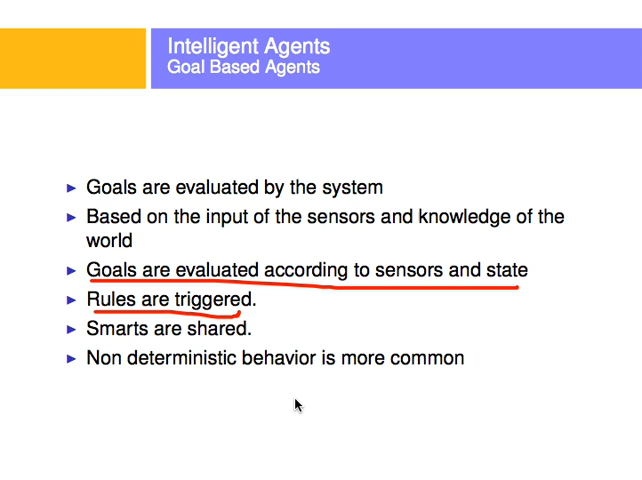 Intelligent Agents
Goal Based Agents
Goals are evaluated by the system
Based on the input of the sensors and knowledge of the
world
Goals are evaluated according to sensors and state
Rules are triggered.
Smarts are shared.
Non deterministic behavior is more common